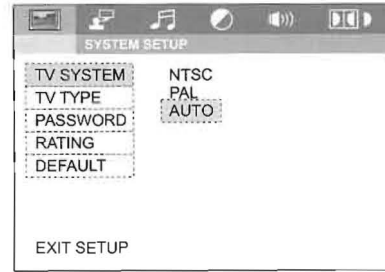 SYSTEM SETUP
TV SYSTEM
TV TYPE
PASSWORD
RATING
DEFAULT
NTSC
PAL
AUTO
EXIT SETUP